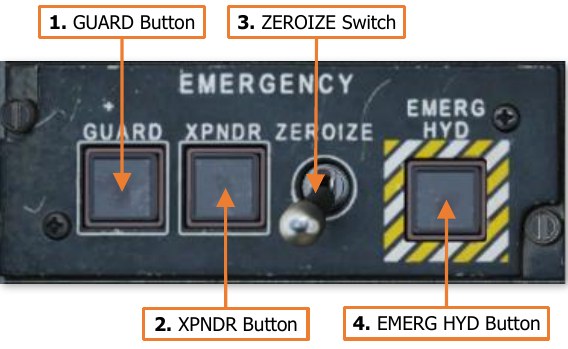 1. GUARD Button
3. ZEROIZE Switch
EMERGENCY
EMERG
HYD
GUARD XPNDR ZEROIZE
2. XPNDR Button
4. EMERG HYD Button